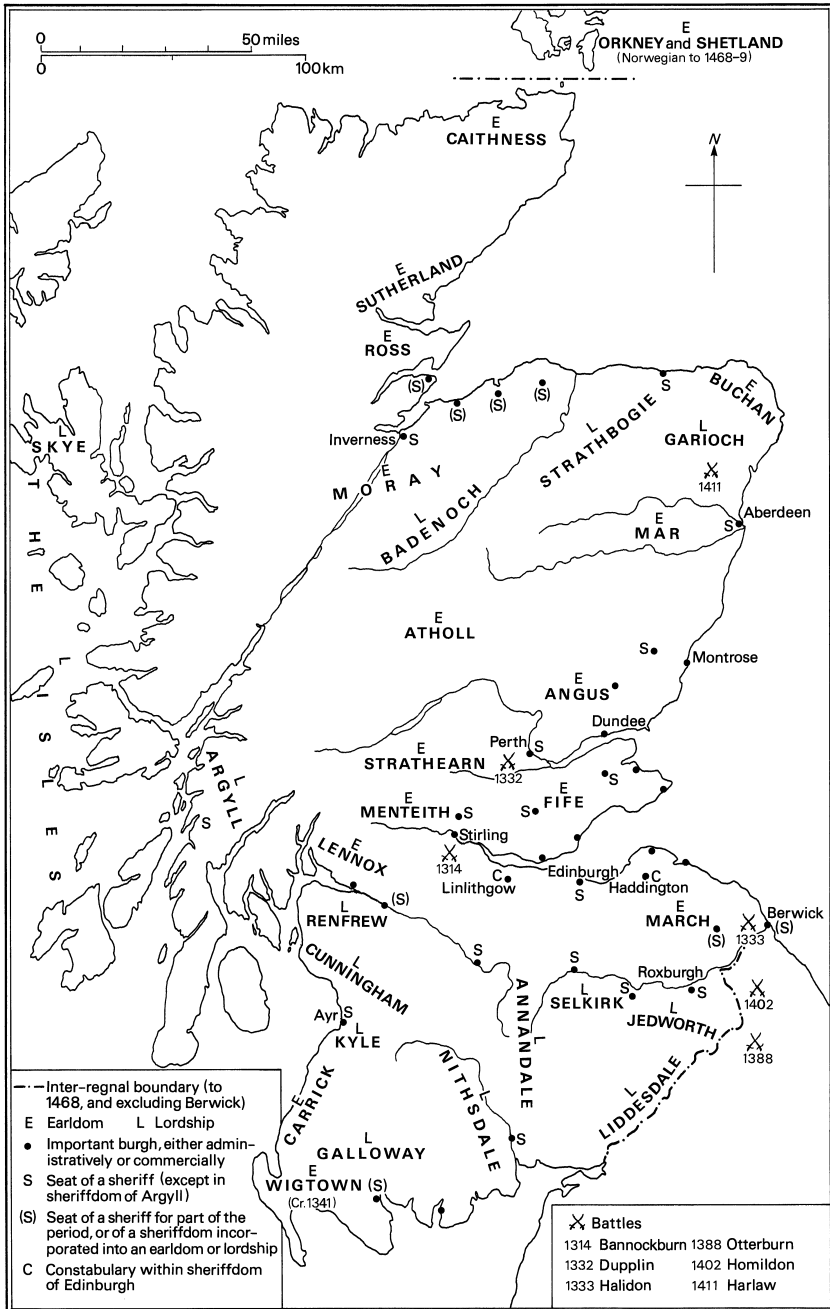 0 50 miles
0 100 km
E
ORKNEY and SHETLAND
(Norwegian to 1468–9)
E
CAITHNESS
N
E
SUTHERLAND
E
ROSS
(S)
(S)
(S)
(S)
S
E
BUCHAN
L
STRATHBOGIE
L
GARIOCH
1411
Inverness
S
L
SKYE
E
MORAY
L
BADENOCH
E
MAR
S
Aberdeen
THE ISLES
L
E
ATHOLL
S
Montrose
E
ANGUS
Dundee
Perth
S
E
STRATHEARN
1332
L
ARGYLL
S
S
E
FIFE
S
E
MENTEITH
S
Stirling
1314
E
LENNOX
C
Linlithgow
Edinburgh
S
C
Haddington
(S)
L
RENFREW
E
MARCH
(S)
Berwick
(S)
1333
L
CUNNINGHAM
S
S
Roxburgh
S
L
SELKIRK
S
L
JEDWORTH
1402
1388
Ayr
S
L
KYLE
L
ANNANDALE
L
NITHSDALE
L
LIDDESDALE
E
CARRICK
L
GALLOWAY
S
E
WIGTOWN (S)
(Cr. 1341)
Inter-regnal boundary (to
1468, and excluding Berwick)
E Earldom L Lordship
Important burgh, either admin-
istratively or commercially
S Seat of a sheriff (except in
sheriffdom of Argyll)
(S) Seat of a sheriff for part of the
period, or of a sheriffdom incor-
porated into an earldom or lordship
C Constabulary within sheriffdom
of Edinburgh
Battles
1314 Bannockburn 1388 Otterburn
1332 Dupplin 1402 Homildon
1333 Halidon 1411 Harlaw